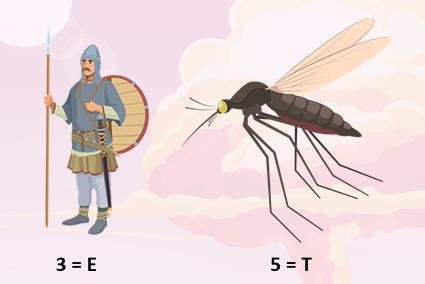 3 = E
5 = T